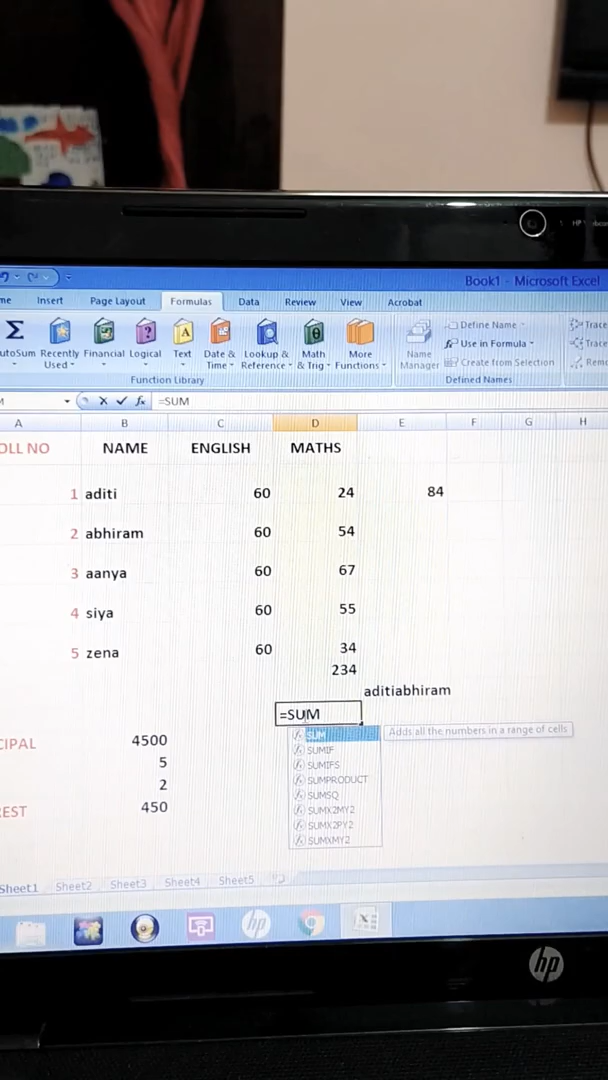 Book1 - Microsoft Excel
me Insert Page Layout Formulas Data Review View Acrobat
utoSum Recently Used Financial Logical Text Date & Time Lookup & Reference Math & Trig More Functions Name Manager Define Name Use in Formula Create from Selection Trace Trace Remo
Function Library Defined Names
M =SUM
A B C D E F G H
OLL NO NAME ENGLISH MATHS
1 aditi 60 24 84
2 abhiram 60 54
3 aanya 60 67
4 siya 60 55
5 zena 60 34
234
aditiabhiram
=SUM
SUM Adds all the numbers in a range of cells
SUMIF
SUMIFS
SUMPRODUCT
SUMSQ
SUMX2MY2
SUMX2PY2
SUMXMY2
CIPAL 4500
5
2
REST 450
Sheet1 Sheet2 Sheet3 Sheet4 Sheet5
hp
hp